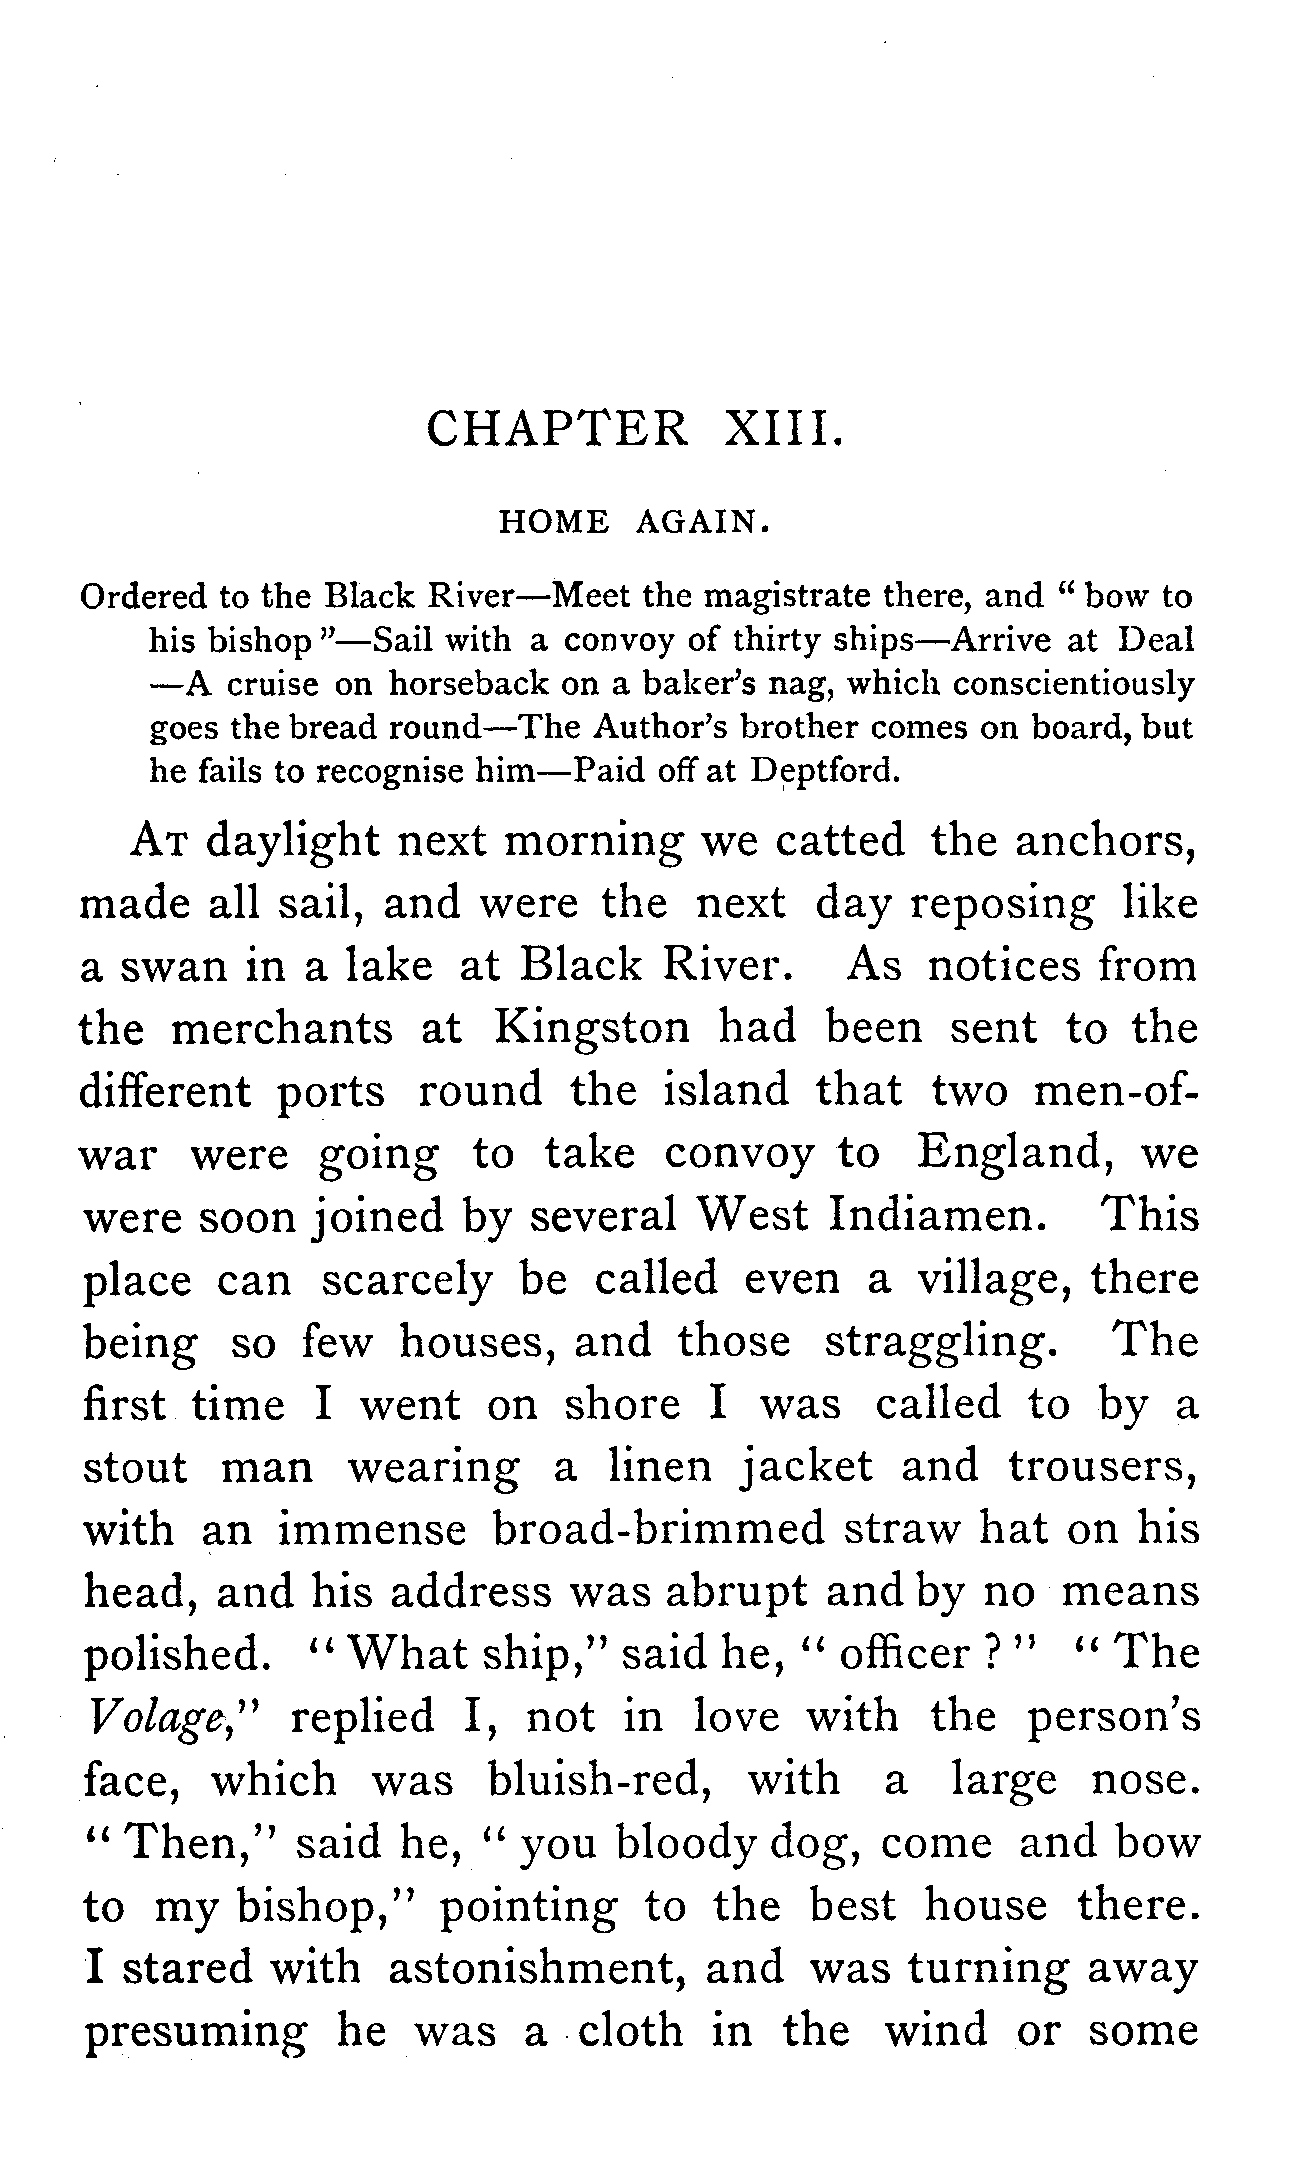 CHAPTER XIII.
HOME AGAIN.
Ordered to the Black River—Meet the magistrate there, and “ bow to
his bishop ”—Sail with a convoy of thirty ships—Arrive at Deal
—A cruise on horseback on a baker’s nag, which conscientiously
goes the bread round—The Author’s brother comes on board, but
he fails to recognise him—Paid off at Deptford.
At daylight next morning we catted the anchors,
made all sail, and were the next day reposing like
a swan in a lake at Black River. As notices from
the merchants at Kingston had been sent to the
different ports round the island that two men-of-
war were going to take convoy to England, we
were soon joined by several West Indiamen. This
place can scarcely be called even a village, there
being so few houses, and those straggling. The
first time I went on shore I was called to by a
stout man wearing a linen jacket and trousers,
with an immense broad-brimmed straw hat on his
head, and his address was abrupt and by no means
polished. “ What ship,” said he, “ officer ? ” “ The
Volage,” replied I, not in love with the person’s
face, which was bluish-red, with a large nose.
“ Then,” said he, “ you bloody dog, come and bow
to my bishop,” pointing to the best house there.
I stared with astonishment, and was turning away
presuming he was a cloth in the wind or some